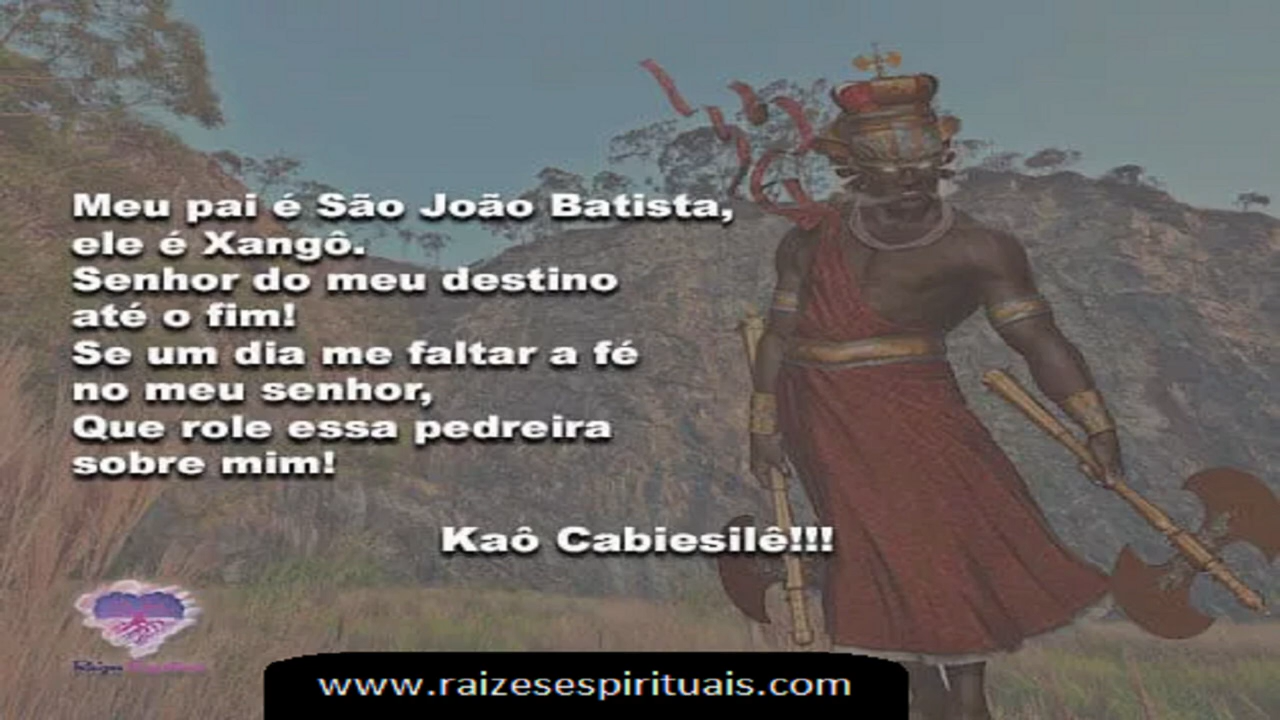 Meu pai é São João Batista,
ele é Xangô.
Senhor do meu destino
até o fim!
Se um dia me faltar a fé
no meu senhor,
Que role essa pedreira
sobre mim!
Kaô Cabiesilê!!!
www.raizesespirituais.com